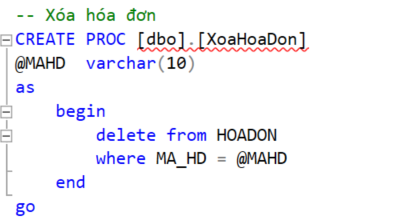 -- Xóa hóa đơn
CREATE PROC [dbo].[XoaHoaDon]
@MAHD  varchar(10)
as
    begin
        delete from HOADON
        where MA_HD = @MAHD
    end
go